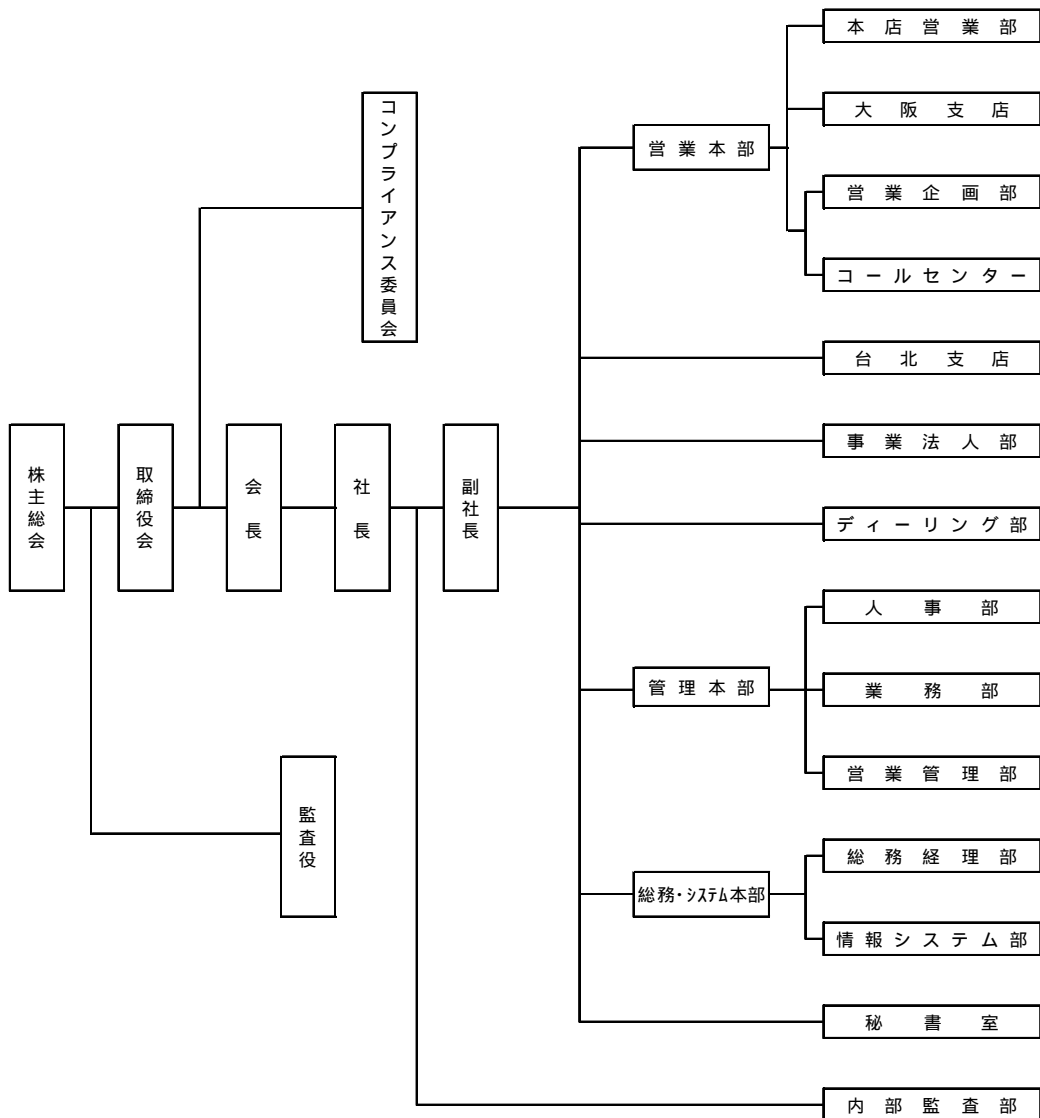 本店営業部
大阪支店
営業本部
営業企画部
コールセンター
コンプライアンス委員会
台北支店
事業法人部
株主総会
取締役会
会長
社長
副社長
ディーリング部
人事部
管理本部
業務部
営業管理部
監査役
総務経理部
総務・ｼｽﾃﾑ本部
情報システム部
秘書室
内部監査部